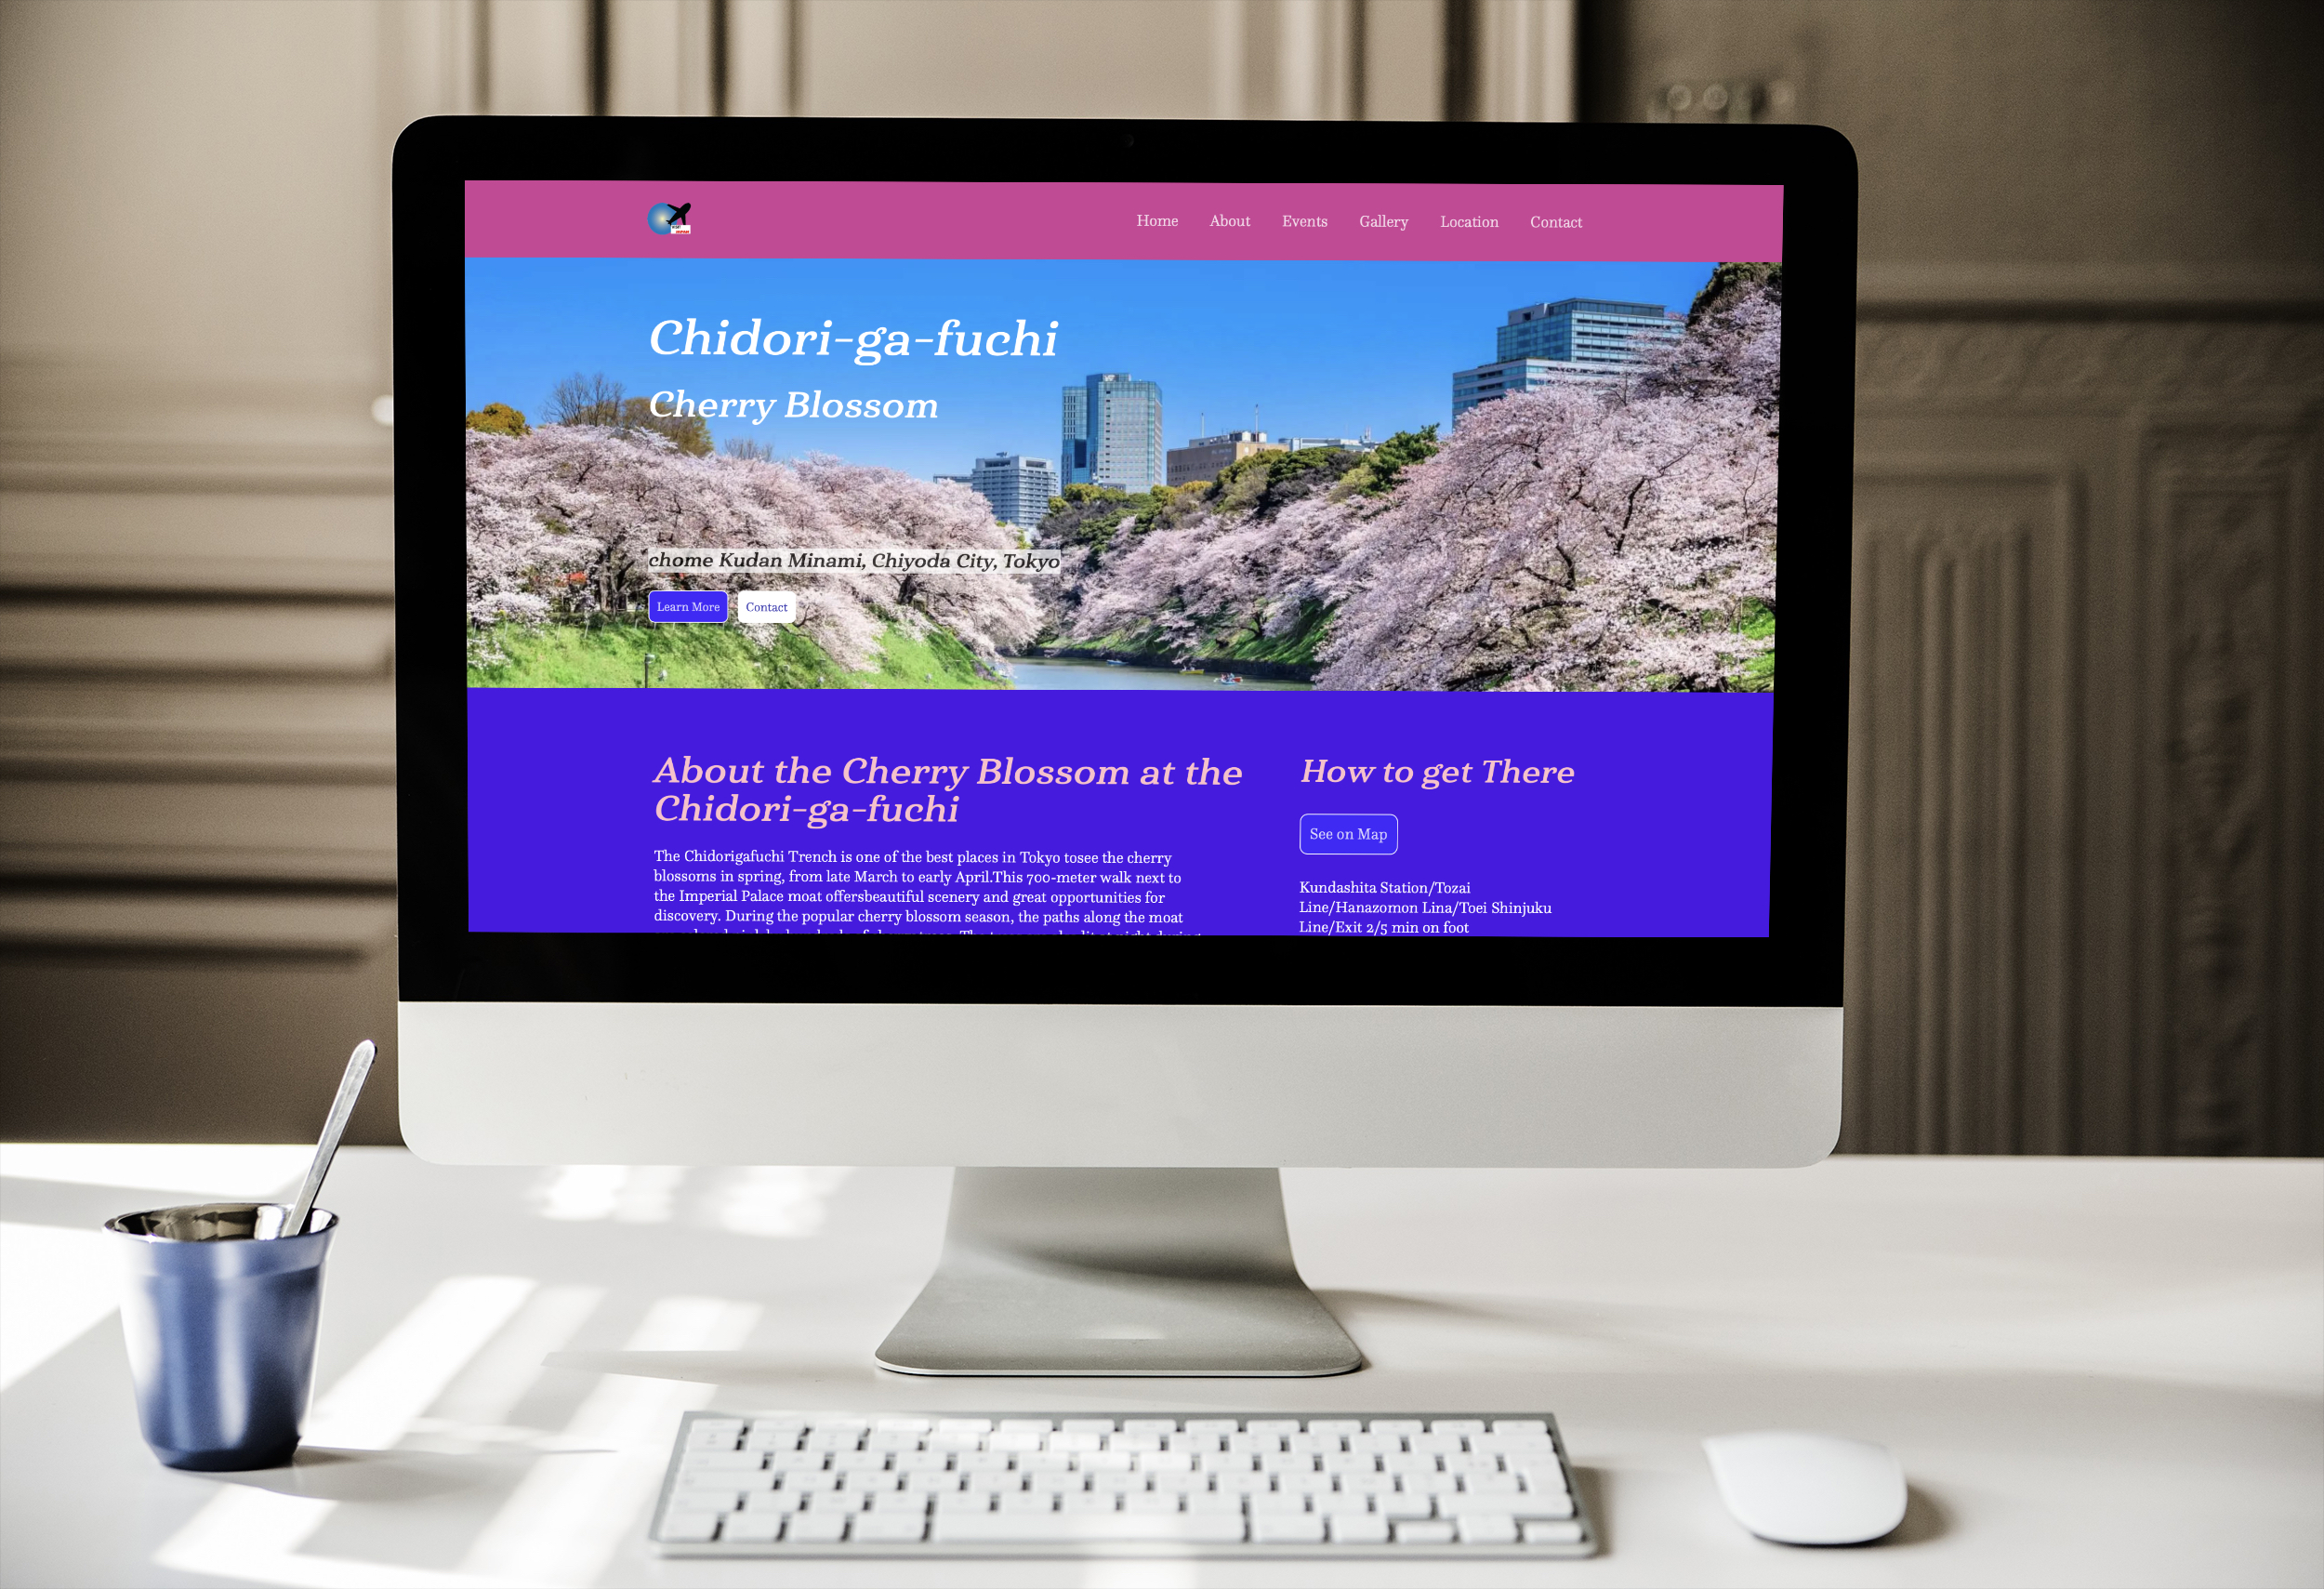 Home About Events Gallery Location Contact
Chidori-ga-fuchi
Cherry Blossom
chome Kudan Minami, Chiyoda City, Tokyo
Learn More Contact
About the Cherry Blossom at the
Chidori-ga-fuchi
The Chidorigafuchi Trench is one of the best places in Tokyo tosee the cherry
blossoms in spring, from late March to early April.This 700-meter walk next to
the Imperial Palace moat offersbeautiful scenery and great opportunities for
discovery. During the popular cherry blossom season, the paths along the moat
How to get There
See on Map
Kundashita Station/Tozai
Line/Hanazomon Lina/Toei Shinjuku
Line/Exit 2/5 min on foot